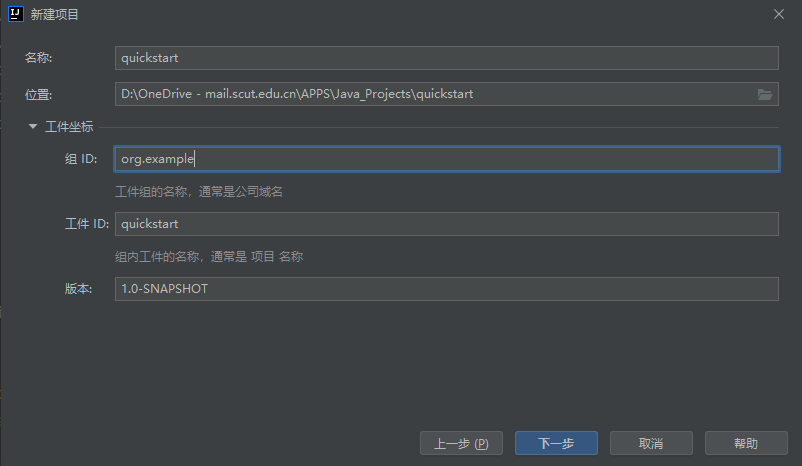 新建项目
名称: quickstart
位置: D:\OneDrive - mail.scut.edu.cn\APPS\Java_Projects\quickstart
工件坐标
组 ID: org.example
工件组的名称，通常是公司域名
工件 ID: quickstart
组内工件的名称，通常是 项目 名称
版本: 1.0-SNAPSHOT
上一步 (P) 下一步 取消 帮助